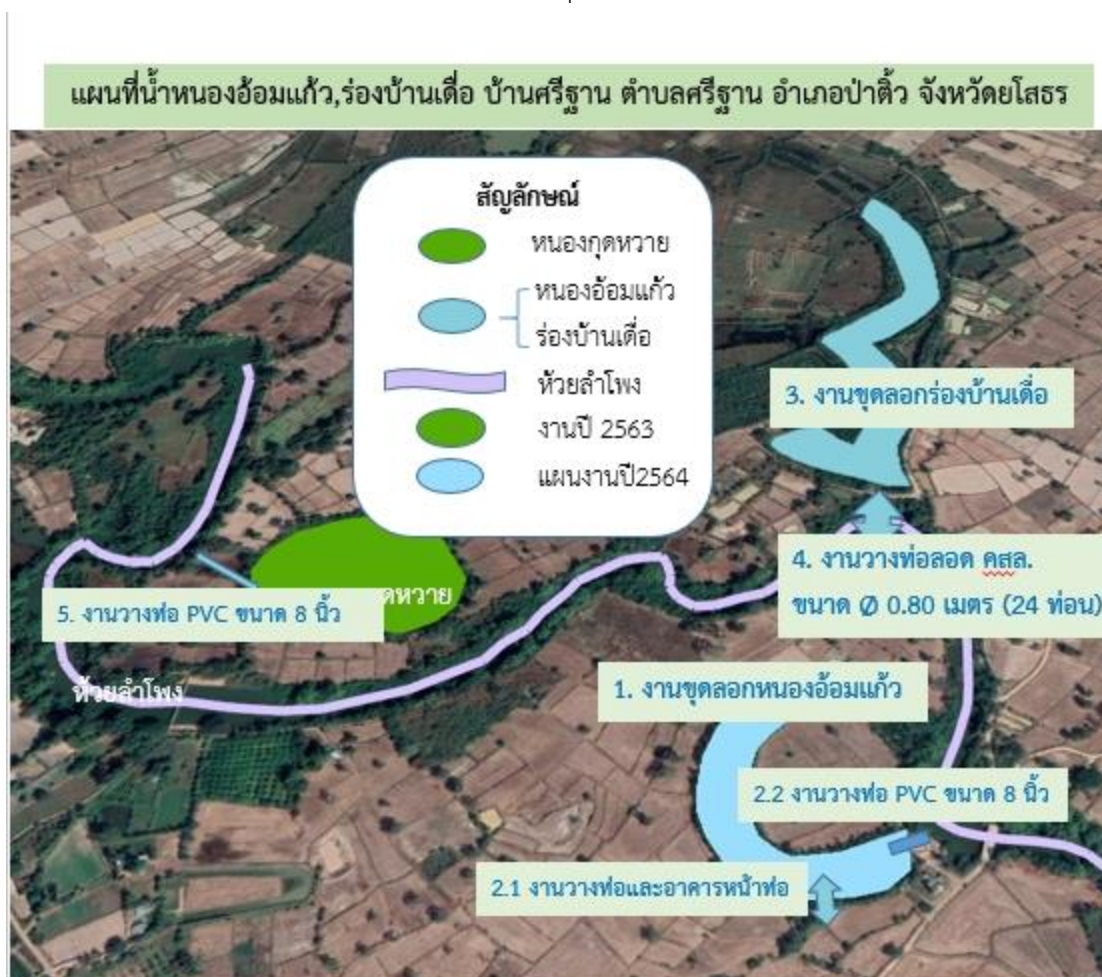 แผนที่น้ำหนองอ้อมแก้ว,ร่องบ้านเดื่อ บ้านศรีฐาน ตำบลศรีฐาน อำเภอป่าติ้ว จังหวัดยโสธร
สัญลักษณ์
หนองกุดหวาย
หนองอ้อมแก้ว
ร่องบ้านเดื่อ
ห้วยลำโพง
งานปี 2563
แผนงานปี2564
3. งานขุดลอกร่องบ้านเดื่อ
4. งานวางท่อลอด คสล.
ขนาด Ø 0.80 เมตร (24 ท่อน)
ดหวาย
5. งานวางท่อ PVC ขนาด 8 นิ้ว
ห้วยลำโพง
1. งานขุดลอกหนองอ้อมแก้ว
2.2 งานวางท่อ PVC ขนาด 8 นิ้ว
2.1 งานวางท่อและอาคารหน้าท่อ